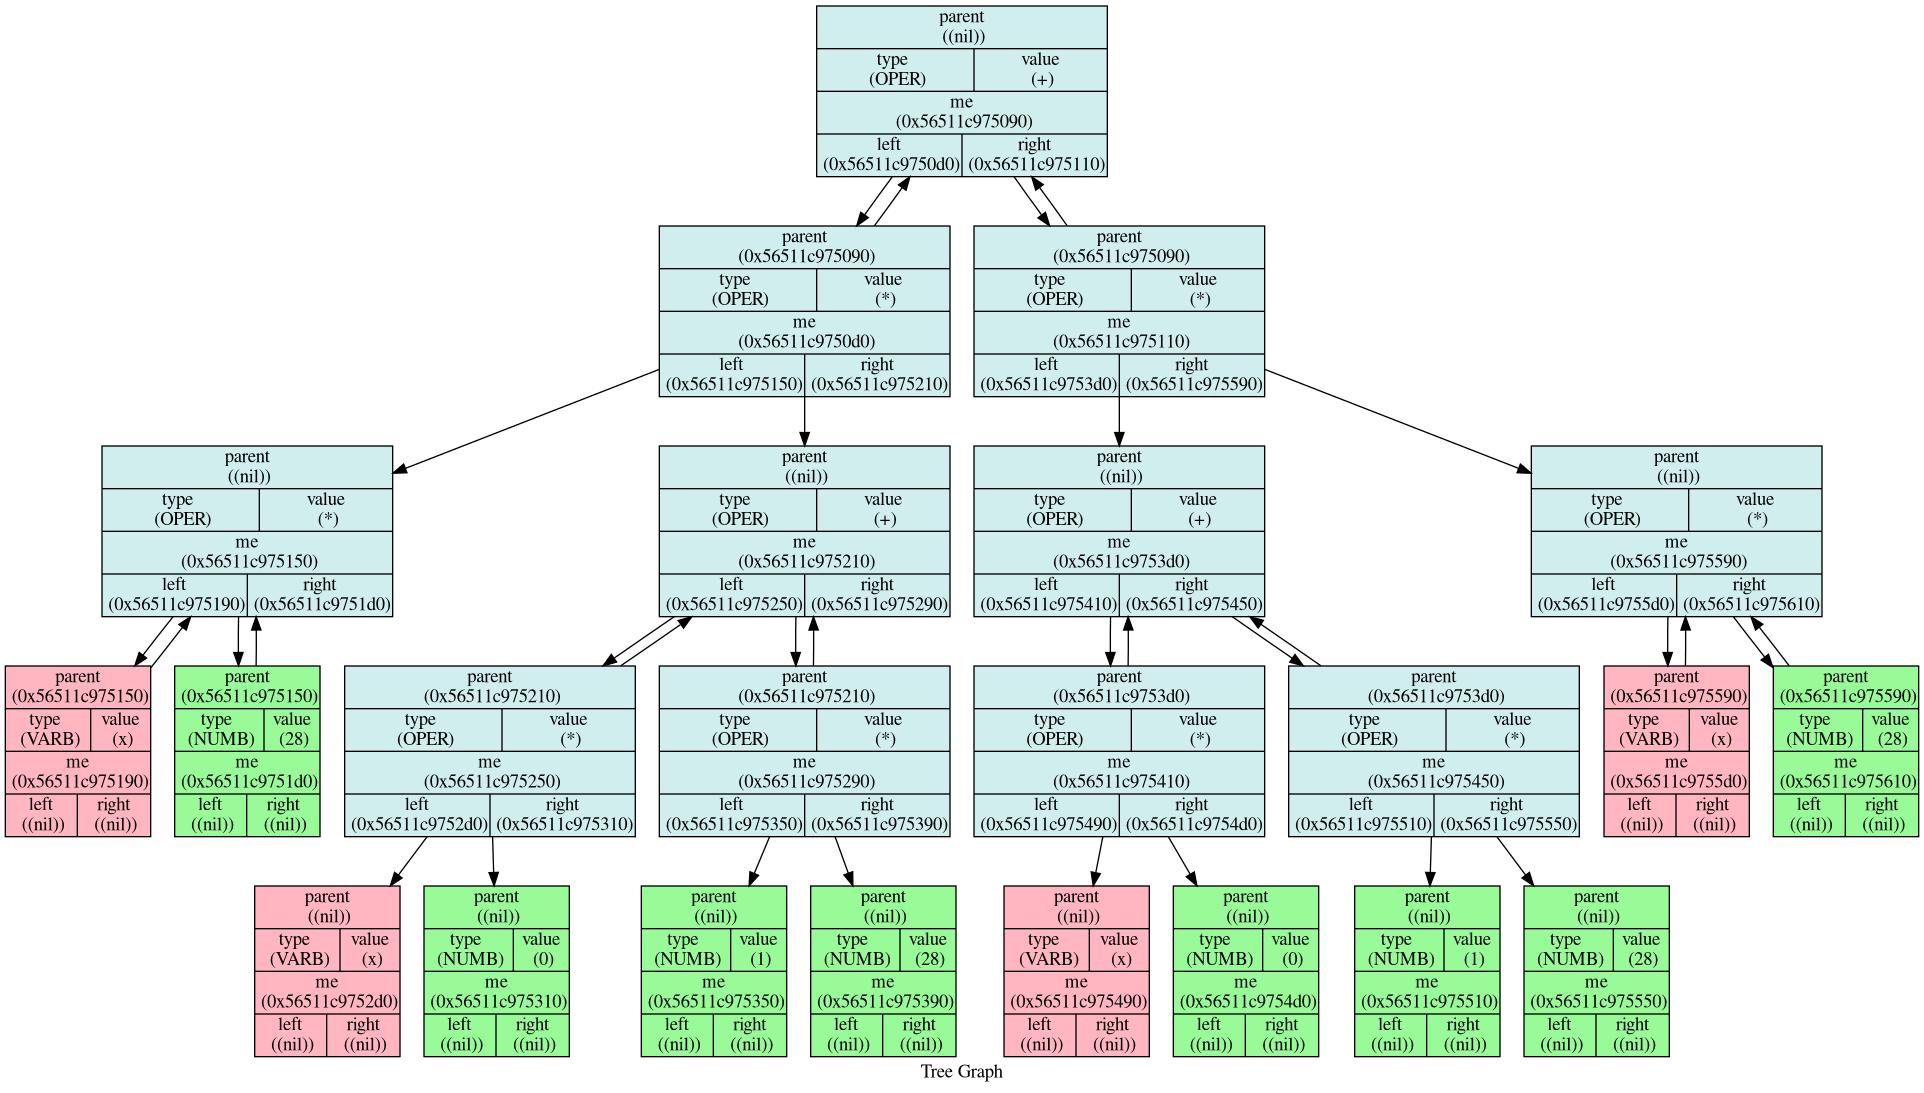 parent
((nil))
type value
(OPER) (+)
me
(0x56511c975090)
left right
(0x56511c9750d0) (0x56511c975110)
parent
(0x56511c975090)
type value
(OPER) (*)
me
(0x56511c9750d0)
left right
(0x56511c975150) (0x56511c975210)
parent
(0x56511c975090)
type value
(OPER) (*)
me
(0x56511c975110)
left right
(0x56511c9753d0) (0x56511c975590)
parent
((nil))
type value
(OPER) (*)
me
(0x56511c975150)
left right
(0x56511c975190) (0x56511c9751d0)
parent
((nil))
type value
(OPER) (+)
me
(0x56511c975210)
left right
(0x56511c975250) (0x56511c975290)
parent
((nil))
type value
(OPER) (+)
me
(0x56511c9753d0)
left right
(0x56511c975410) (0x56511c975450)
parent
((nil))
type value
(OPER) (*)
me
(0x56511c975590)
left right
(0x56511c9755d0) (0x56511c975610)
parent
(0x56511c975150)
type value
(VARB) (x)
me
(0x56511c975190)
left right
((nil)) ((nil))
parent
(0x56511c975150)
type value
(NUMB) (28)
me
(0x56511c9751d0)
left right
((nil)) ((nil))
parent
(0x56511c975210)
type value
(OPER) (*)
me
(0x56511c975250)
left right
(0x56511c9752d0) (0x56511c975310)
parent
(0x56511c975210)
type value
(OPER) (*)
me
(0x56511c975290)
left right
(0x56511c975350) (0x56511c975390)
parent
(0x56511c9753d0)
type value
(OPER) (*)
me
(0x56511c975410)
left right
(0x56511c975490) (0x56511c9754d0)
parent
(0x56511c9753d0)
type value
(OPER) (*)
me
(0x56511c975450)
left right
(0x56511c975510) (0x56511c975550)
parent
(0x56511c975590)
type value
(VARB) (x)
me
(0x56511c9755d0)
left right
((nil)) ((nil))
parent
(0x56511c975590)
type value
(NUMB) (28)
me
(0x56511c975610)
left right
((nil)) ((nil))
parent
((nil))
type value
(VARB) (x)
me
(0x56511c9752d0)
left right
((nil)) ((nil))
parent
((nil))
type value
(NUMB) (0)
me
(0x56511c975310)
left right
((nil)) ((nil))
parent
((nil))
type value
(NUMB) (1)
me
(0x56511c975350)
left right
((nil)) ((nil))
parent
((nil))
type value
(NUMB) (28)
me
(0x56511c975390)
left right
((nil)) ((nil))
parent
((nil))
type value
(VARB) (x)
me
(0x56511c975490)
left right
((nil)) ((nil))
parent
((nil))
type value
(NUMB) (0)
me
(0x56511c9754d0)
left right
((nil)) ((nil))
parent
((nil))
type value
(NUMB) (1)
me
(0x56511c975510)
left right
((nil)) ((nil))
parent
((nil))
type value
(NUMB) (28)
me
(0x56511c975550)
left right
((nil)) ((nil))
Tree Graph